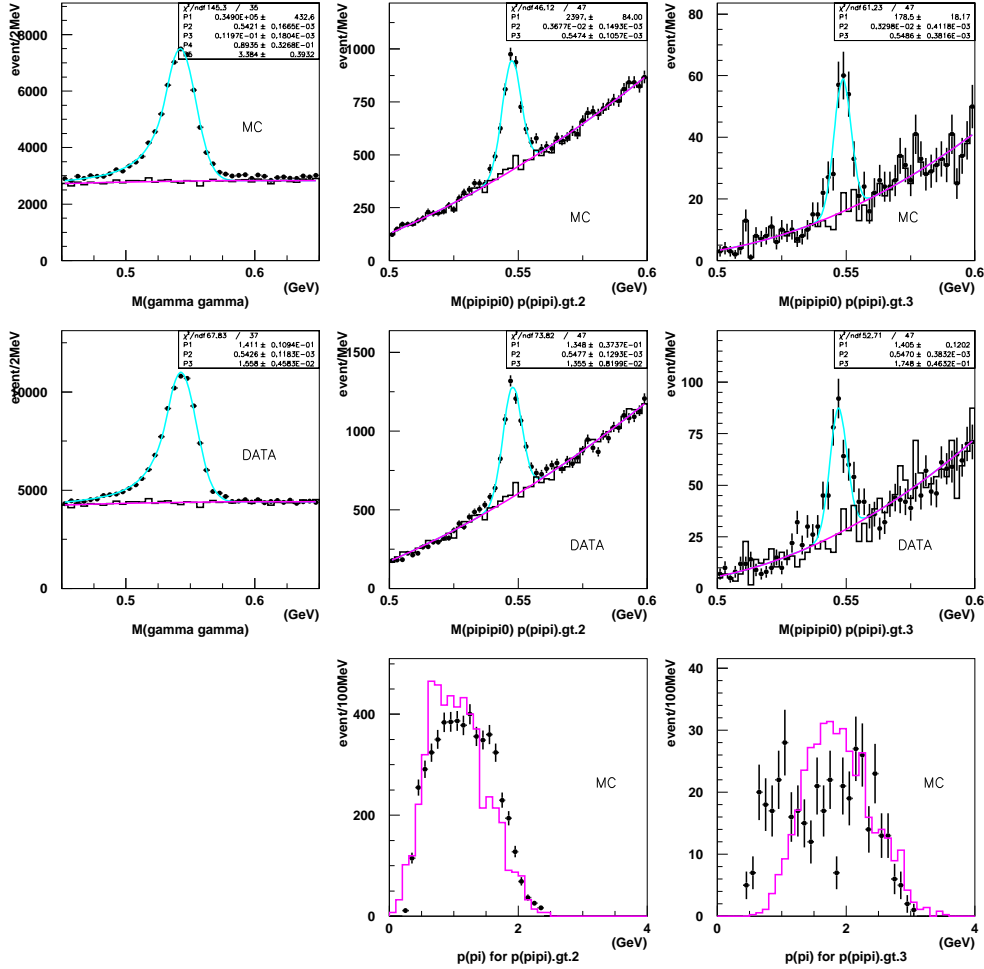 χ²/ndf 145.3 / 35
P1 0.3490E+05 ± 432.6
P2 0.5421 ± 0.1665E-03
P3 0.1197E-01 ± 0.1804E-03
P4 0.8935 ± 0.3268E-01
3.384 ± 0.3932
event/2MeV
8000
6000
4000
2000
0
MC
0.5
0.6
(GeV)
M(gamma gamma)
χ²/ndf 46.12 / 47
P1 2397. ± 84.00
P2 0.3677E-02 ± 0.1493E-03
P3 0.5474 ± 0.1057E-03
event/MeV
1000
750
500
250
0
MC
0.5
0.55
0.6
(GeV)
M(pipipi0) p(pipi).gt.2
χ²/ndf 61.23 / 47
P1 178.5 ± 18.17
P2 0.3298E-02 ± 0.4118E-03
P3 0.5486 ± 0.3816E-03
event/MeV
80
60
40
20
0
MC
0.5
0.55
0.6
(GeV)
M(pipipi0) p(pipi).gt.3
χ²/ndf 67.83 / 37
P1 1.411 ± 0.1094E-01
P2 0.5426 ± 0.1183E-03
P3 1.558 ± 0.4583E-02
event/2MeV
10000
5000
0
DATA
0.5
0.6
(GeV)
M(gamma gamma)
χ²/ndf 73.82 / 47
P1 1.348 ± 0.3737E-01
P2 0.5477 ± 0.1293E-03
P3 1.355 ± 0.8199E-02
event/MeV
1500
1000
500
0
DATA
0.5
0.55
0.6
(GeV)
M(pipipi0) p(pipi).gt.2
χ²/ndf 52.71 / 47
P1 1.405 ± 0.1202
P2 0.5470 ± 0.3832E-03
P3 1.748 ± 0.4632E-01
event/MeV
100
75
50
25
0
DATA
0.5
0.55
0.6
(GeV)
M(pipipi0) p(pipi).gt.3
event/100MeV
400
200
0
MC
0
2
4
(GeV)
p(pi) for p(pipi).gt.2
event/100MeV
40
30
20
10
0
MC
0
2
4
(GeV)
p(pi) for p(pipi).gt.3